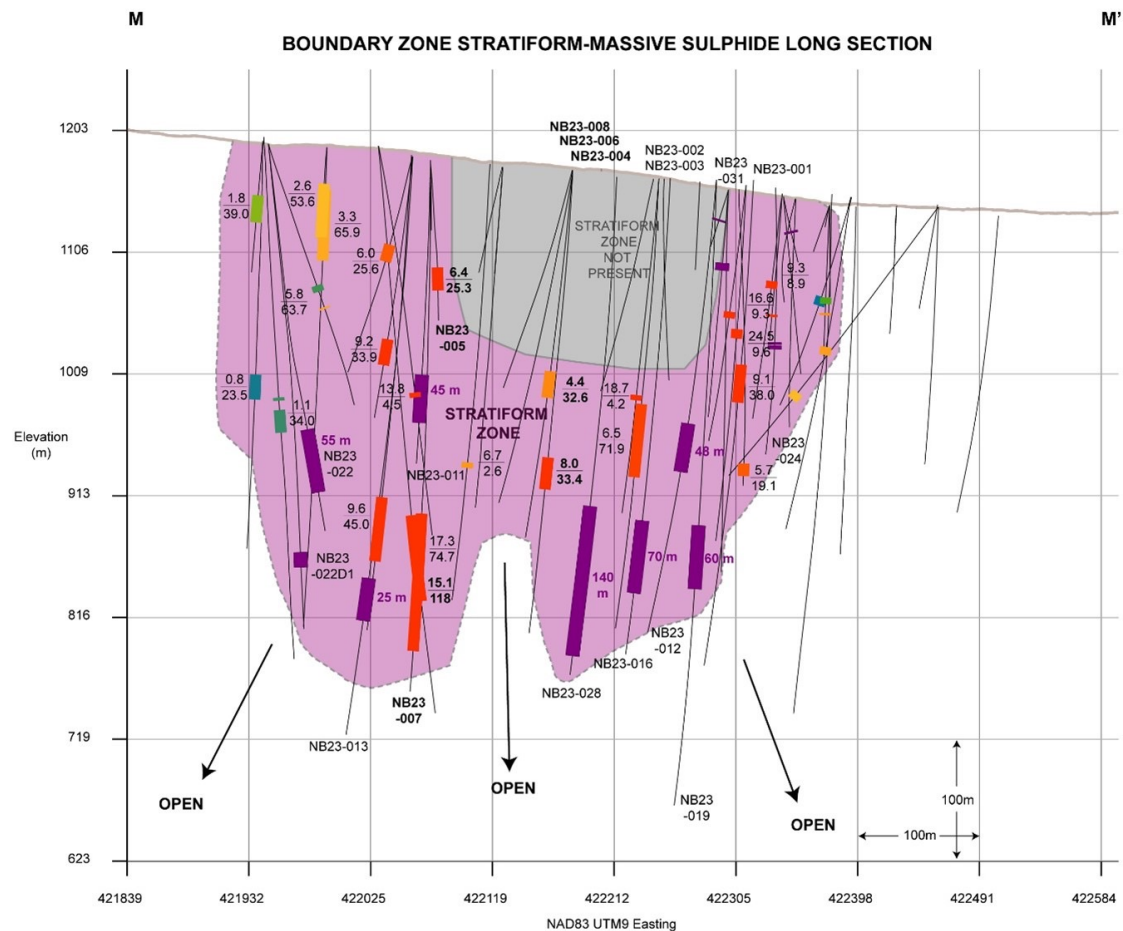 M
M’
BOUNDARY ZONE STRATIFORM-MASSIVE SULPHIDE LONG SECTION
1203
1106
1009
Elevation
(m)
913
816
719
623
421839
421932
422025
422119
422212
422305
422398
422491
422584
NAD83 UTM9 Easting
NB23-008
NB23-006
NB23-004
NB23-002
NB23-003
NB23
-031
NB23-001
STRATIFORM
ZONE
NOT
PRESENT
1.8
39.0
2.6
53.6
3.3
65.9
6.0
25.6
6.4
25.3
NB23
-005
5.8
63.7
9.2
33.9
0.8
23.5
1.1
34.0
13.8
4.5
45 m
STRATIFORM
ZONE
55 m
NB23
-022
NB23-011
6.7
2.6
4.4
32.6
8.0
33.4
18.7
4.2
6.5
71.9
48 m
9.3
8.9
16.6
9.3
24.5
9.6
9.1
38.0
NB23
-024
5.7
19.1
9.6
45.0
NB23
-022D1
25 m
17.3
74.7
15.1
118
140
m
70 m
60 m
NB23
-012
NB23-016
NB23-028
NB23
-007
NB23-013
NB23
-019
OPEN
OPEN
OPEN
100m
100m